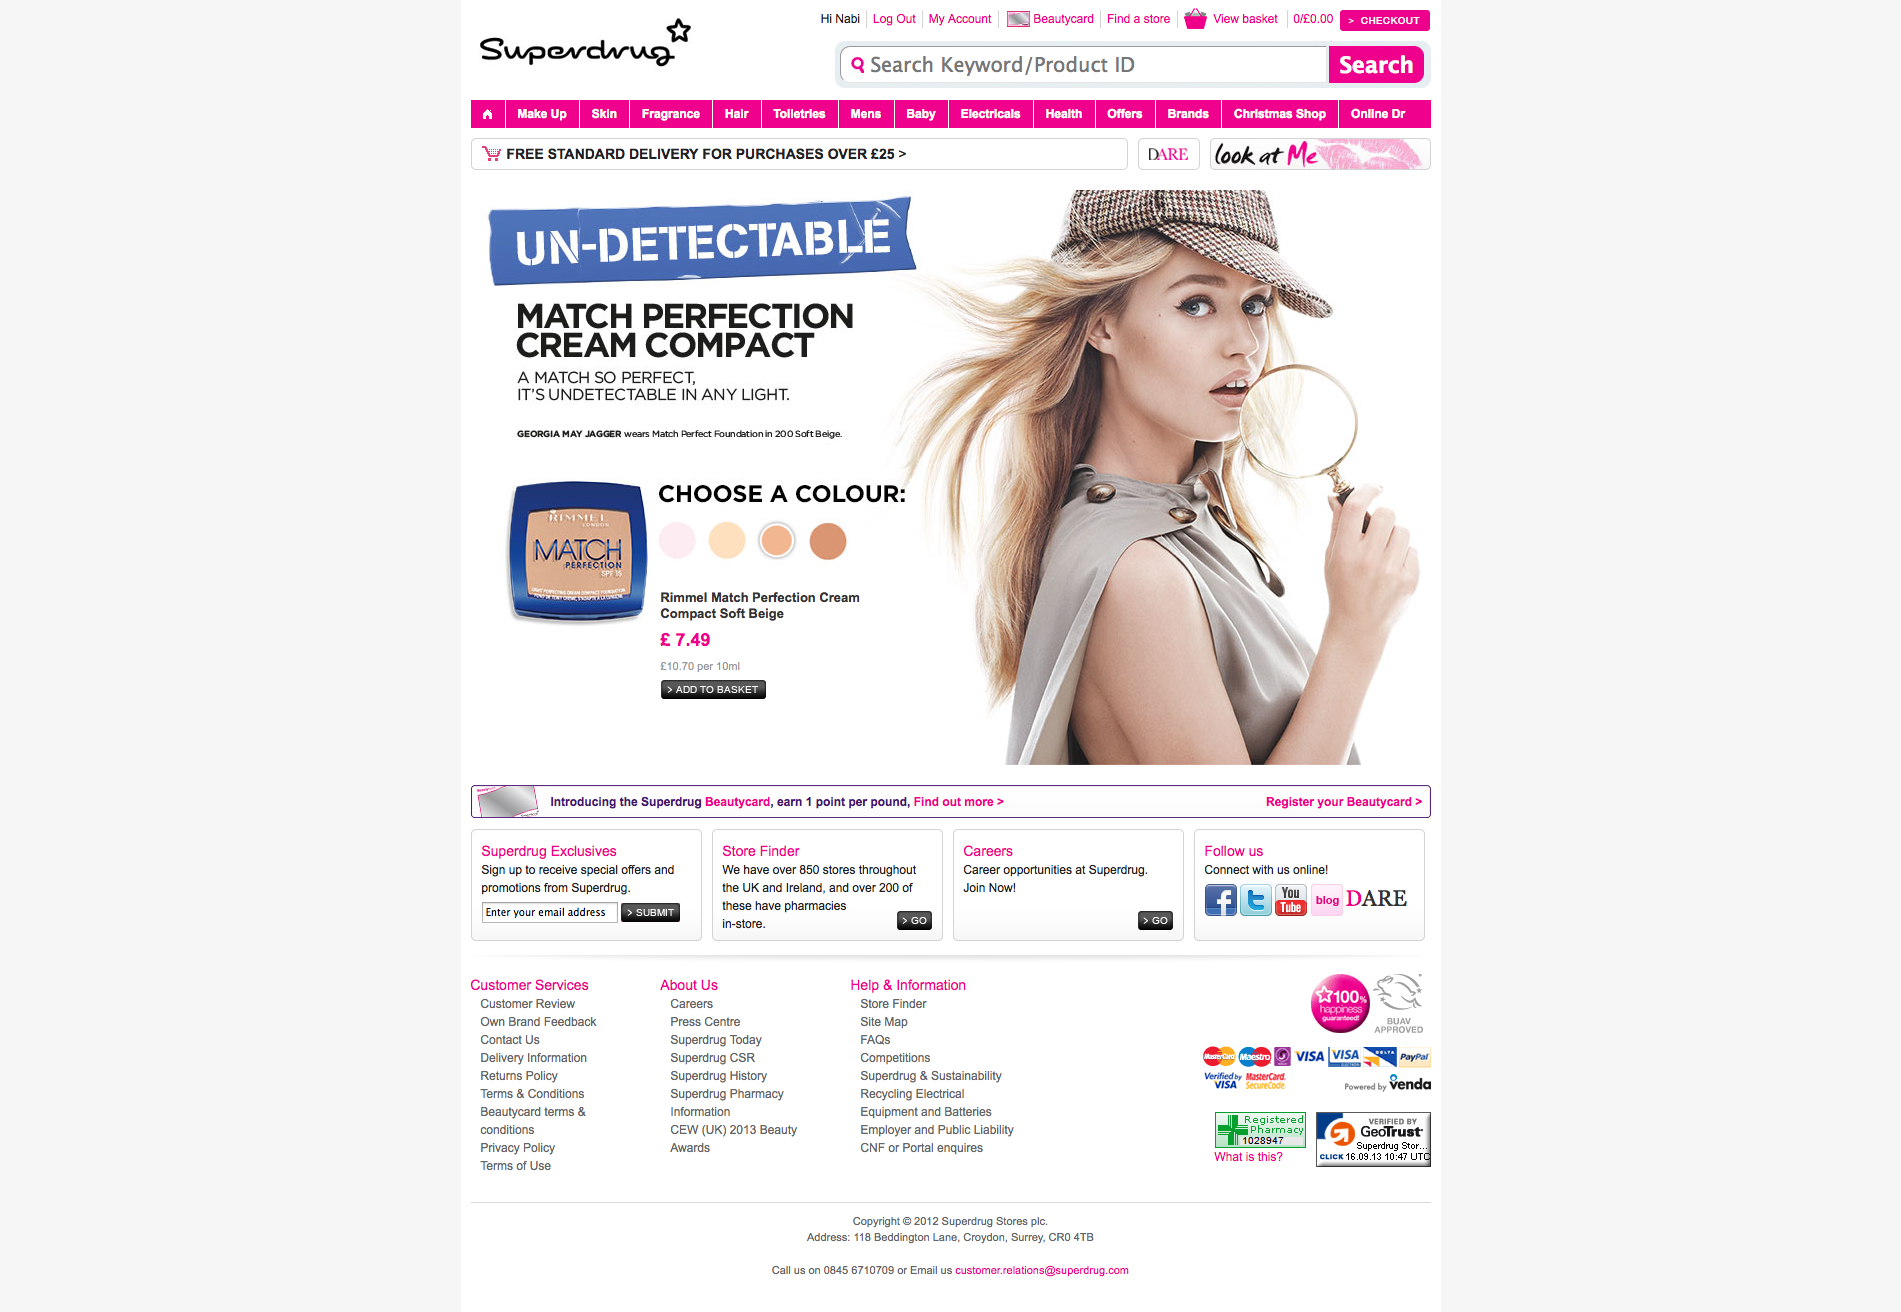 Superdrug
Hi Nabi
Log Out
My Account
Beautycard
Find a store
View basket
0/£0.00
> CHECKOUT
Search Keyword/Product ID
Search
Make Up
Skin
Fragrance
Hair
Toiletries
Mens
Baby
Electricals
Health
Offers
Brands
Christmas Shop
Online Dr
FREE STANDARD DELIVERY FOR PURCHASES OVER £25 >
DARE
look at Me
UN-DETECTABLE
MATCH PERFECTION
CREAM COMPACT
A MATCH SO PERFECT,
IT'S UNDETECTABLE IN ANY LIGHT.
GEORGIA MAY JAGGER wears Match Perfect Foundation in 200 Soft Beige.
RIMMEL
LONDON
MATCH
PERFECTION
SPF 15
CHOOSE A COLOUR:
Rimmel Match Perfection Cream
Compact Soft Beige
£ 7.49
£10.70 per 10ml
> ADD TO BASKET
Introducing the Superdrug Beautycard, earn 1 point per pound, Find out more >
Register your Beautycard >
Superdrug Exclusives
Sign up to receive special offers and
promotions from Superdrug.
Enter your email address
> SUBMIT
Store Finder
We have over 850 stores throughout
the UK and Ireland, and over 200 of
these have pharmacies
in-store.
> GO
Careers
Career opportunities at Superdrug.
Join Now!
> GO
Follow us
Connect with us online!
f
t
You
Tube
blog
DARE
Customer Services
Customer Review
Own Brand Feedback
Contact Us
Delivery Information
Returns Policy
Terms & Conditions
Beautycard terms &
conditions
Privacy Policy
Terms of Use
About Us
Careers
Press Centre
Superdrug Today
Superdrug CSR
Superdrug History
Superdrug Pharmacy
Information
CEW (UK) 2013 Beauty
Awards
Help & Information
Store Finder
Site Map
FAQs
Competitions
Superdrug & Sustainability
Recycling Electrical
Equipment and Batteries
Employer and Public Liability
CNF or Portal enquires
100%
happiness
guaranteed!
BUAV
APPROVED
MasterCard
Maestro
VISA
VISA
ELECTRON
DELTA
PayPal
Verified by
VISA
MasterCard.
SecureCode.
Powered by venda
Registered
Pharmacy
1028947
What is this?
VERIFIED BY
GeoTrust
Superdrug Stor...
CLICK 16.09.13 10:47 UTC
Copyright © 2012 Superdrug Stores plc.
Address: 118 Beddington Lane, Croydon, Surrey, CR0 4TB
Call us on 0845 6710709 or Email us customer.relations@superdrug.com